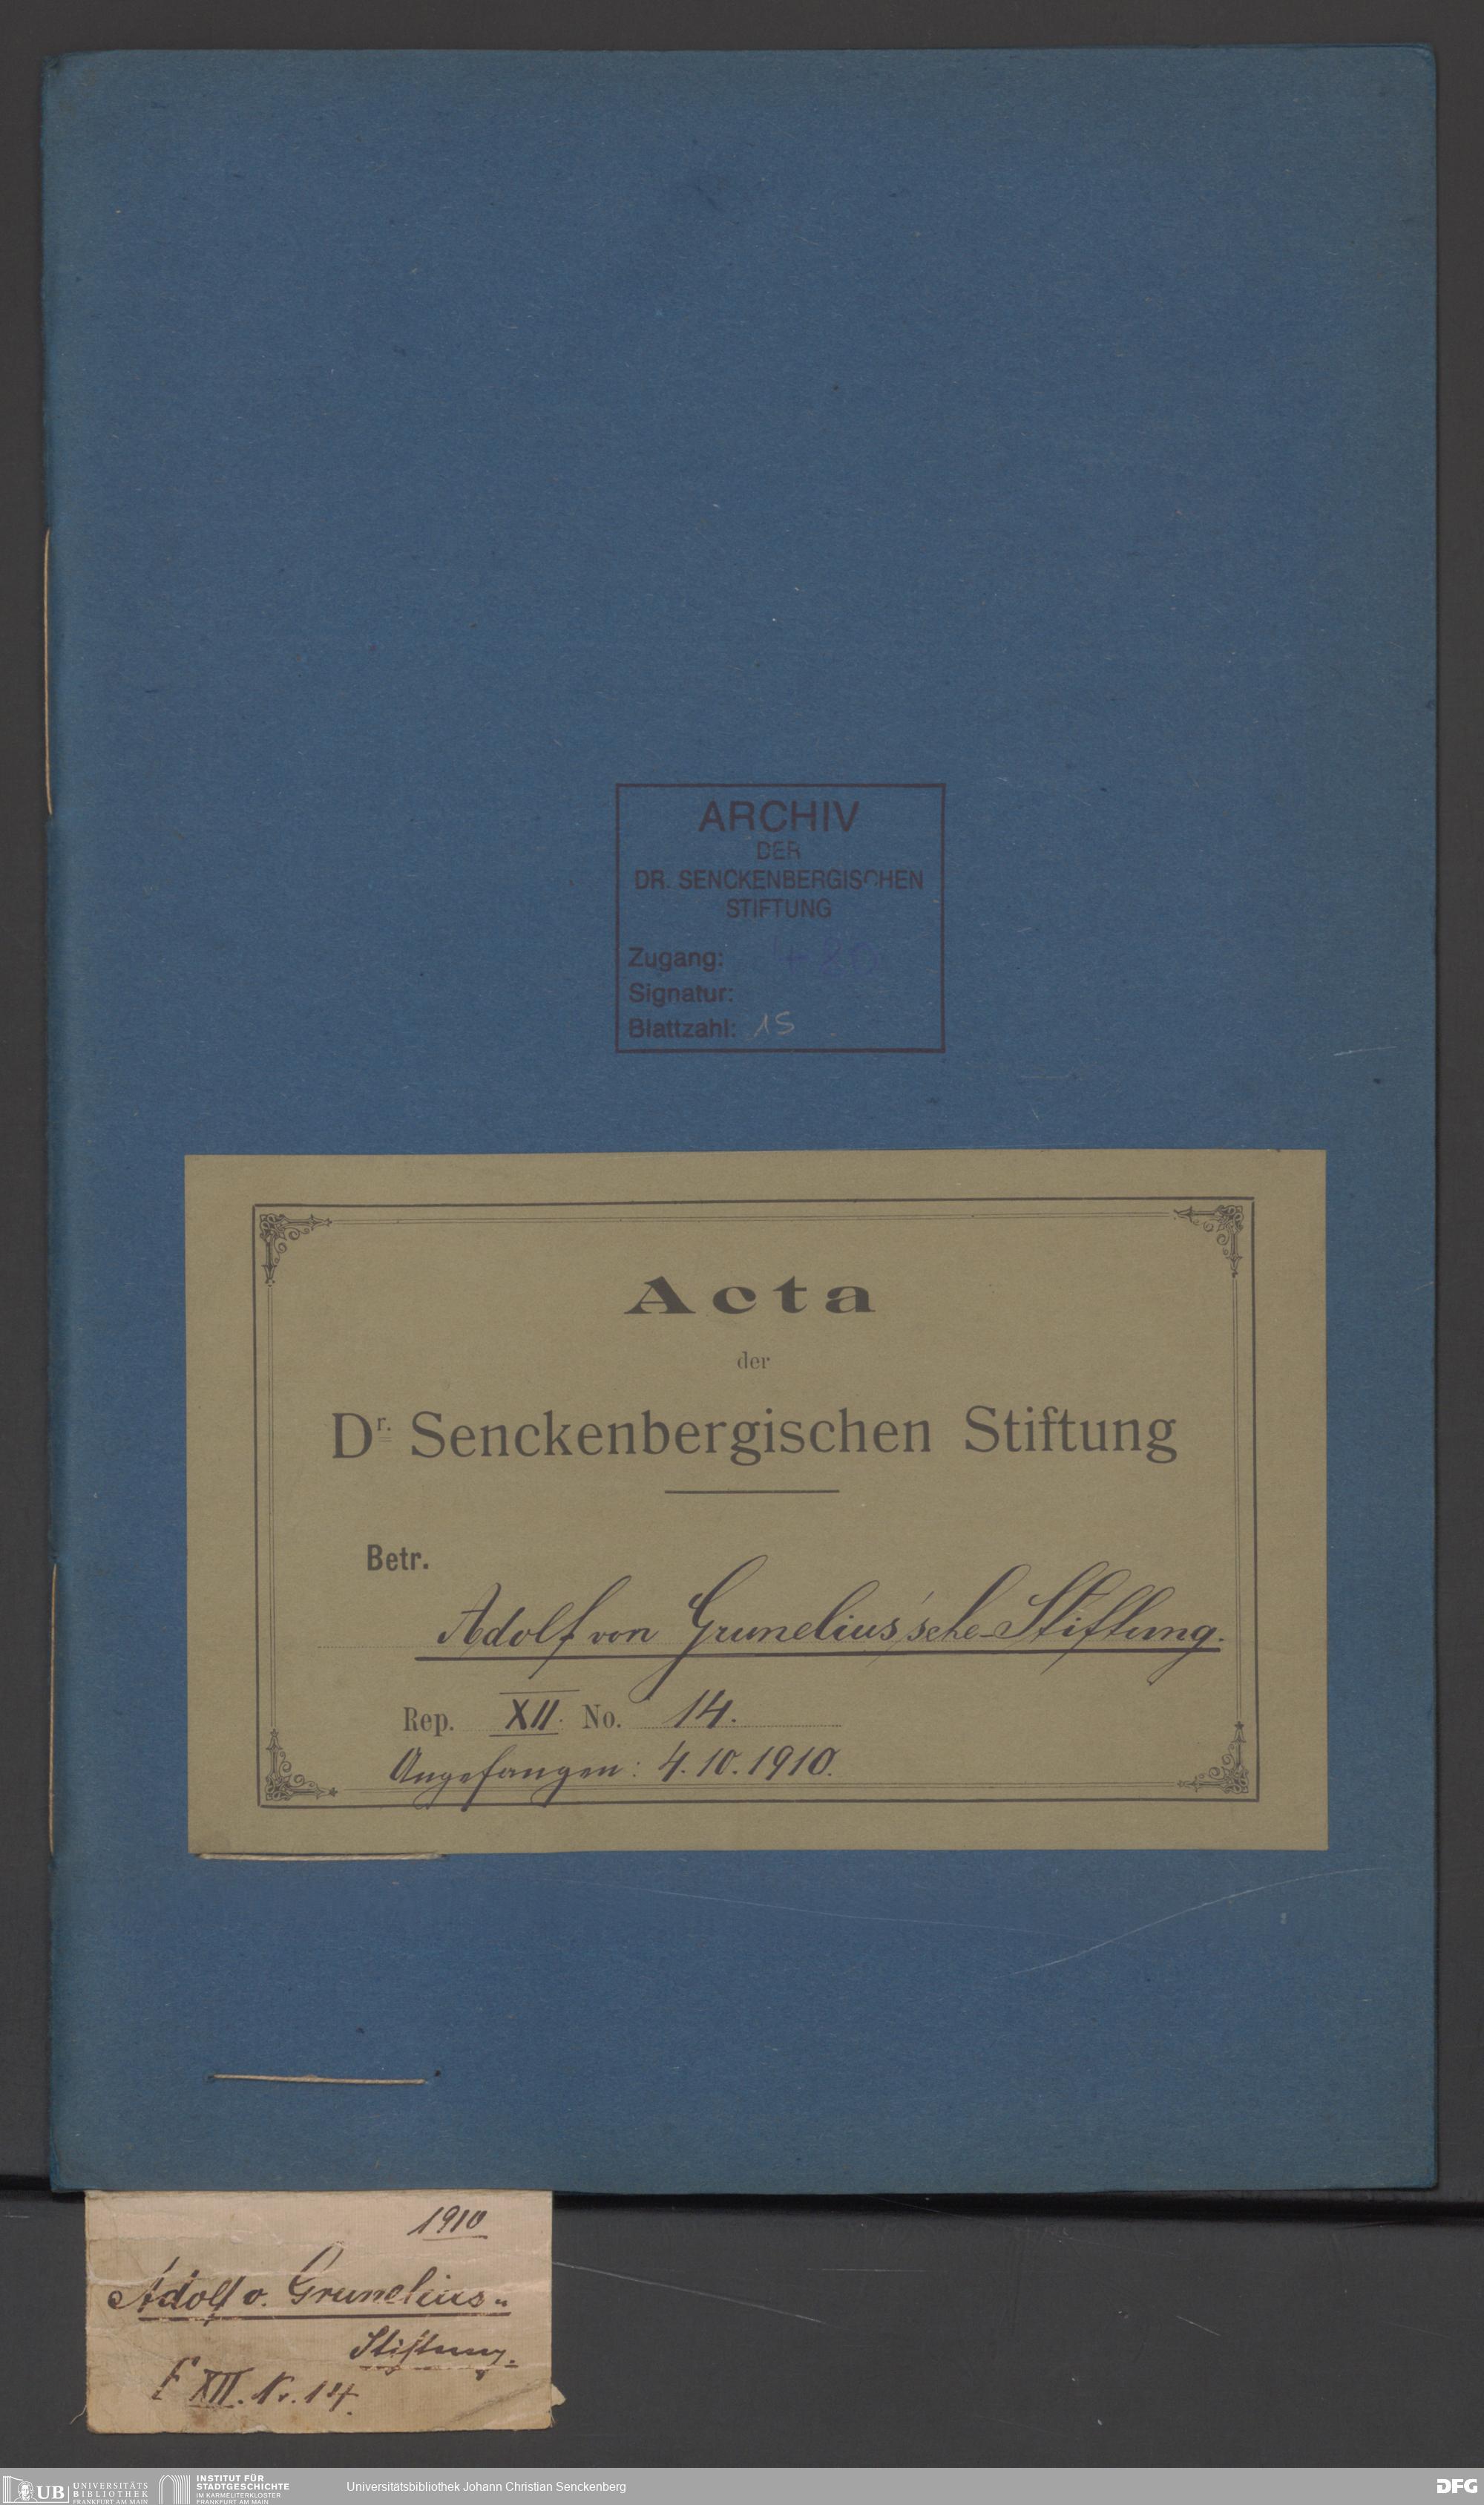 ARCHIV
DER
DR. SENCKENBERGISCHEN
STIFTUNG
Zugang: 420
Signatur:
Blattzahl: 15
Acta
der
Dr. Senckenbergischen Stiftung
Betr.
Adolf von Grunelius'sche Stiftung.
Rep. XII. No. 14.
Angefangen: 4.10.1910.
1910
Adolf v. Grunelius-
Stiftung.
XII. Nr. 14.
UB UNIVERSITÄTS
BIBLIOTHEK
FRANKFURT AM MAIN
INSTITUT FÜR
STADTGESCHICHTE
IM KARMELITERKLOSTER
FRANKFURT AM MAIN
Universitätsbibliothek Johann Christian Senckenberg
DFG